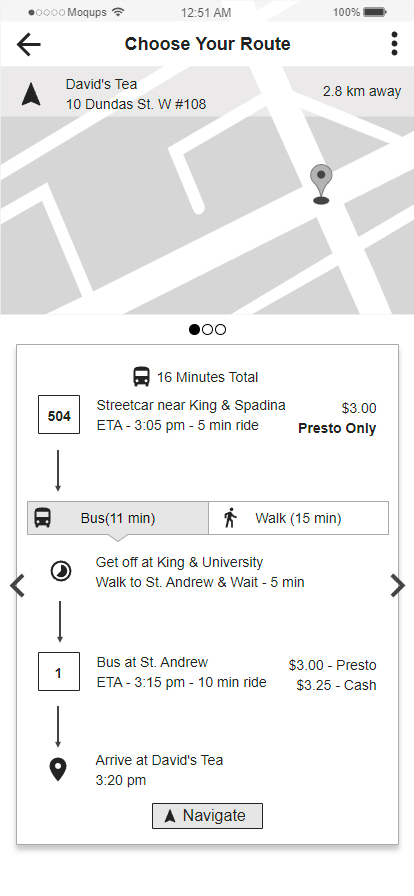 Moqups 12:51 AM 100%
Choose Your Route
David's Tea
10 Dundas St. W #108
2.8 km away
16 Minutes Total
504
Streetcar near King & Spadina
ETA - 3:05 pm - 5 min ride
$3.00
Presto Only
Bus(11 min)
Walk (15 min)
Get off at King & University
Walk to St. Andrew & Wait - 5 min
1
Bus at St. Andrew
ETA - 3:15 pm - 10 min ride
$3.00 - Presto
$3.25 - Cash
Arrive at David's Tea
3:20 pm
Navigate